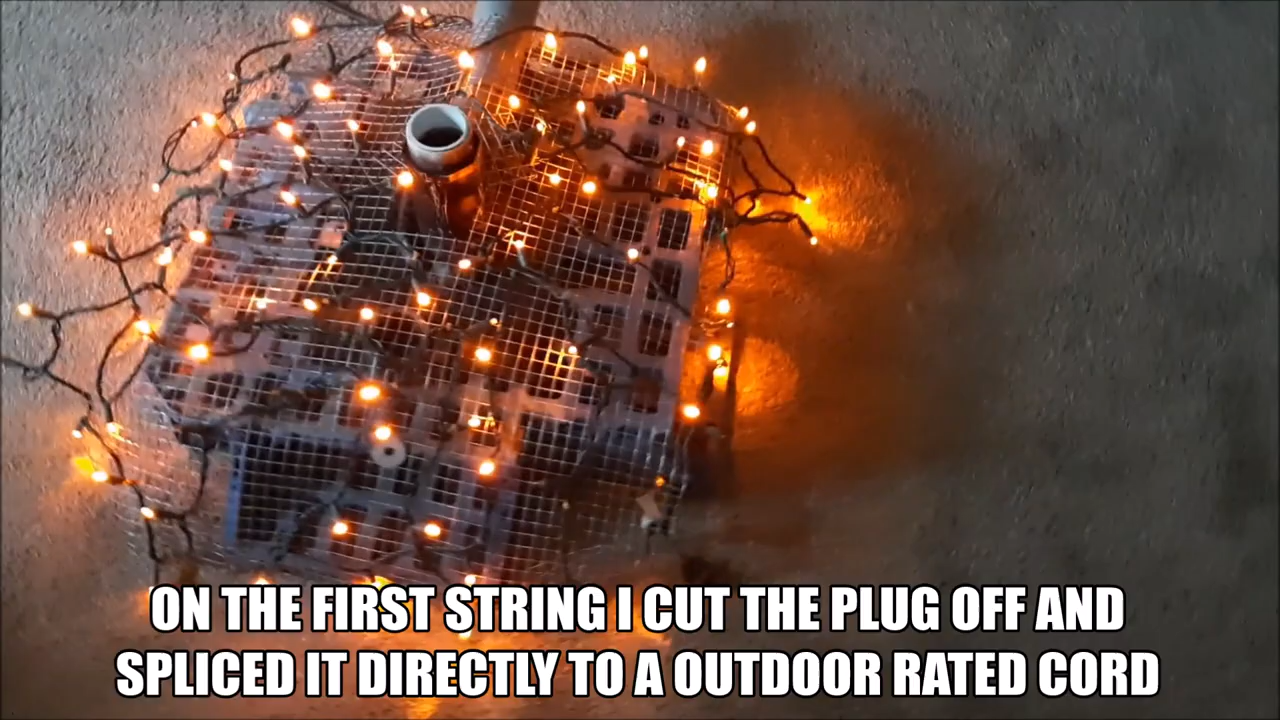 ON THE FIRST STRING I CUT THE PLUG OFF AND
SPLICED IT DIRECTLY TO A OUTDOOR RATED CORD